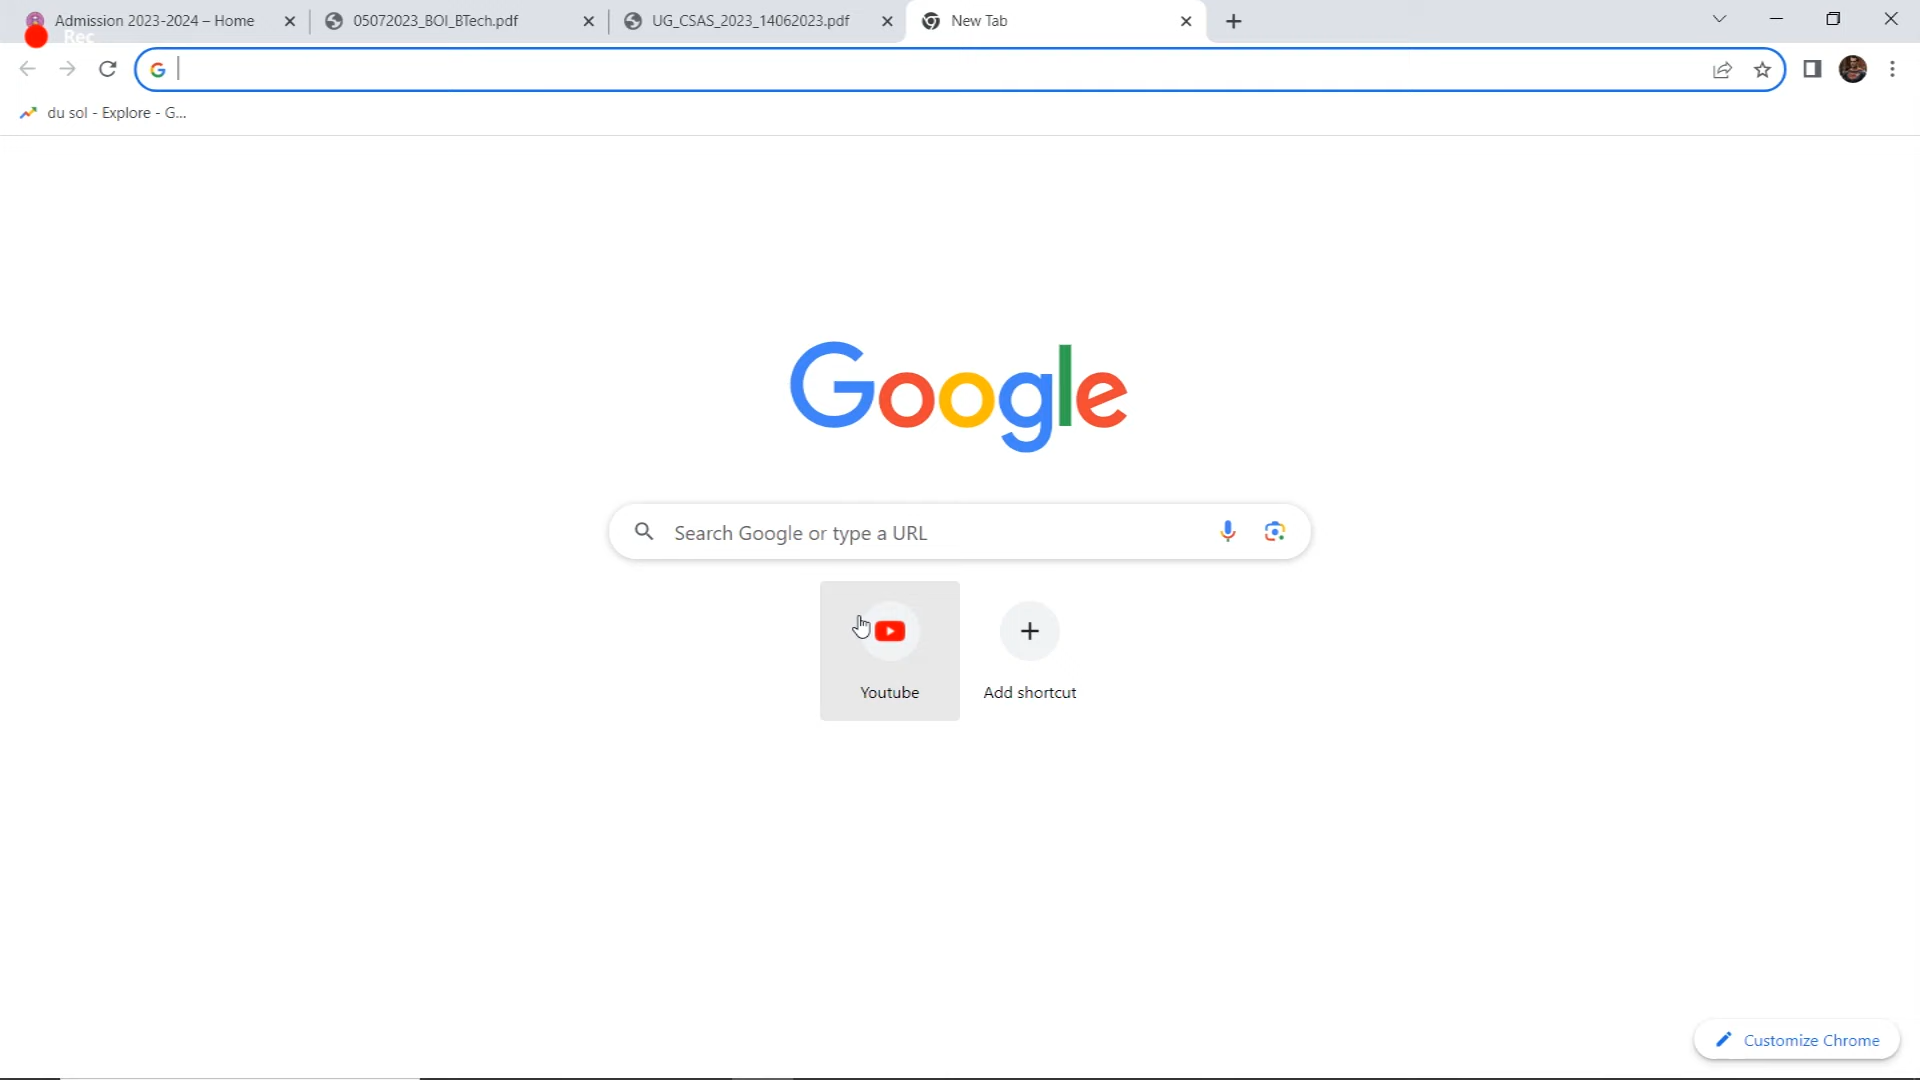 Admission 2023-2024 – Home
05072023_BOI_BTech.pdf
UG_CSAS_2023_14062023.pdf
New Tab
Rec
du sol - Explore - G...
Google
Search Google or type a URL
Youtube
Add shortcut
Customize Chrome